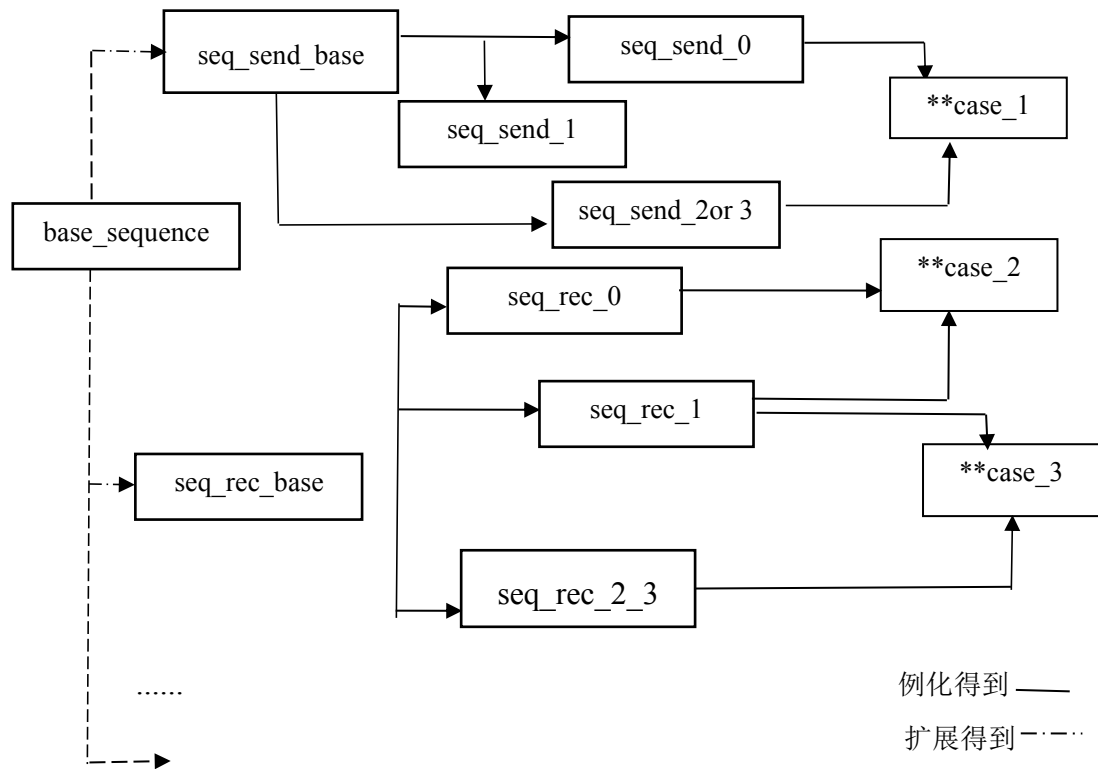 seq_send_base
seq_send_0
**case_1
seq_send_1
seq_send_2or 3
base_sequence
**case_2
seq_rec_0
seq_rec_1
**case_3
seq_rec_base
seq_rec_2_3
......
例化得到
扩展得到